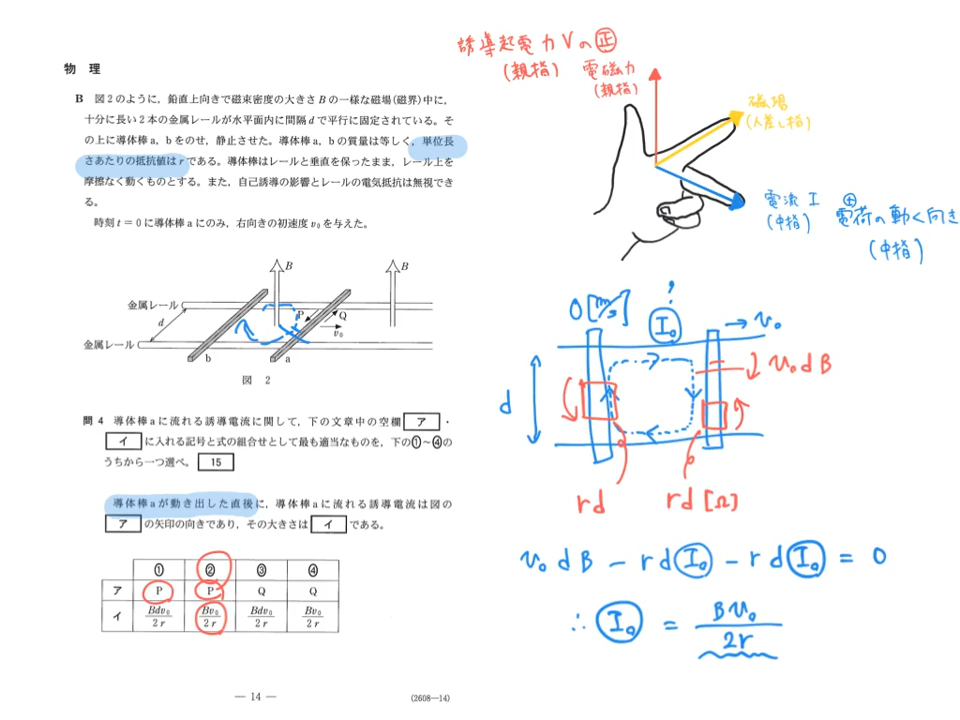 物 理
B 図2のように，鉛直上向きで磁束密度の大きさBの一様な磁場(磁界)中に，
十分に長い2本の金属レールが水平面内に間隔dで平行に固定されている。そ
の上に導体棒a，bをのせ，静止させた。導体棒a，bの質量は等しく，単位長
さあたりの抵抗値はrである。導体棒はレールと垂直を保ったまま，レール上を
摩擦なく動くものとする。また，自己誘導の影響とレールの電気抵抗は無視でき
る。
時刻t＝0に導体棒aにのみ，右向きの初速度v₀を与えた。
B
B
金属レール
P
Q
d
v₀
金属レール
b
a
図 2
問4 導体棒aに流れる誘導電流に関して，下の文章中の空欄 ア ・
イ に入れる記号と式の組合せとして最も適当なものを，下の①～④の
うちから一つ選べ。 15
導体棒aが動き出した直後に，導体棒aに流れる誘導電流は図の
ア の矢印の向きであり，その大きさは イ である。
① ② ③ ④
ア P P Q Q
イ Bdv₀/2r Bv₀/2r Bdv₀/2r Bv₀/2r
— 14 —
(2608—14)
誘導起電力Vの正
(親指) 電磁力
(親指)
磁場
(人差し指)
電流 I
(中指)
⊕
電荷の動く向き
(中指)
0[m/s]
?
I₀
→ v₀
d
v₀dB
rd
rd[Ω]
v₀dB − rdI₀ − rdI₀ = 0
∴ I₀ = Bv₀/2r